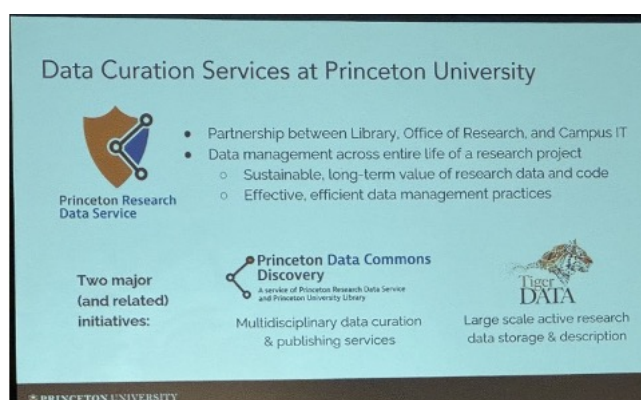 Data Curation Services at Princeton University
● Partnership between Library, Office of Research, and Campus IT
● Data management across entire life of a research project
○ Sustainable, long-term value of research data and code
○ Effective, efficient data management practices
Princeton Research
Data Service
Two major
(and related)
initiatives:
Princeton Data Commons
Discovery
A service of Princeton Research Data Service
and Princeton University Library
Multidisciplinary data curation
& publishing services
Tiger
DATA
Large scale active research
data storage & description
PRINCETON UNIVERSITY